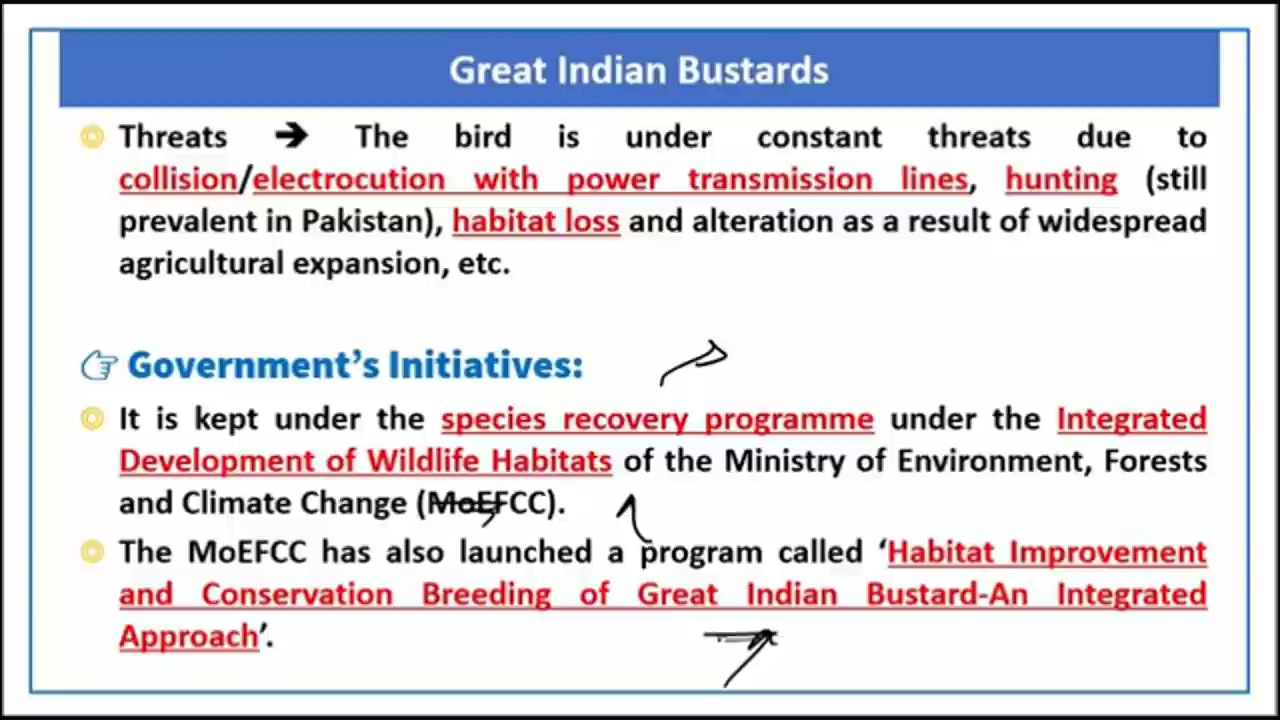 Great Indian Bustards
Threats ➔ The bird is under constant threats due to
collision/electrocution with power transmission lines, hunting (still
prevalent in Pakistan), habitat loss and alteration as a result of widespread
agricultural expansion, etc.
Government’s Initiatives:
It is kept under the species recovery programme under the Integrated
Development of Wildlife Habitats of the Ministry of Environment, Forests
and Climate Change (MoEFCC).
The MoEFCC has also launched a program called ‘Habitat Improvement
and Conservation Breeding of Great Indian Bustard-An Integrated
Approach’.